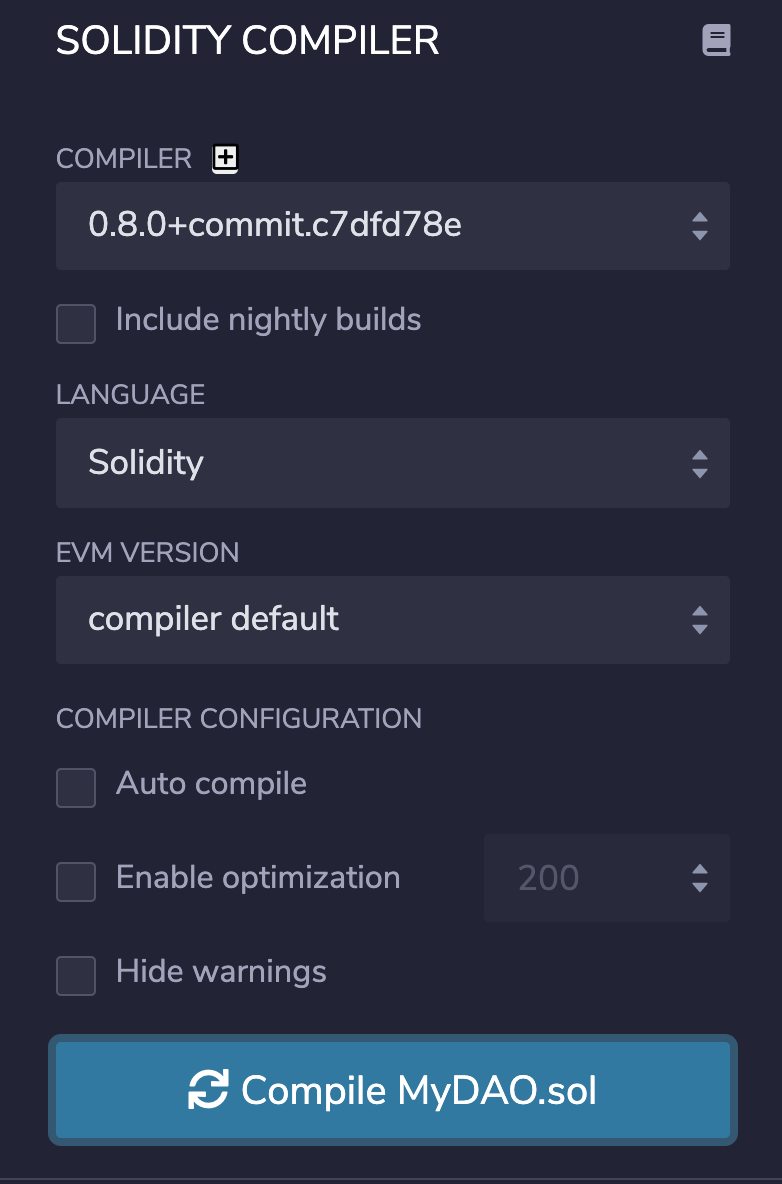 SOLIDITY COMPILER
COMPILER
0.8.0+commit.c7dfd78e
Include nightly builds
LANGUAGE
Solidity
EVM VERSION
compiler default
COMPILER CONFIGURATION
Auto compile
Enable optimization 200
Hide warnings
Compile MyDAO.sol